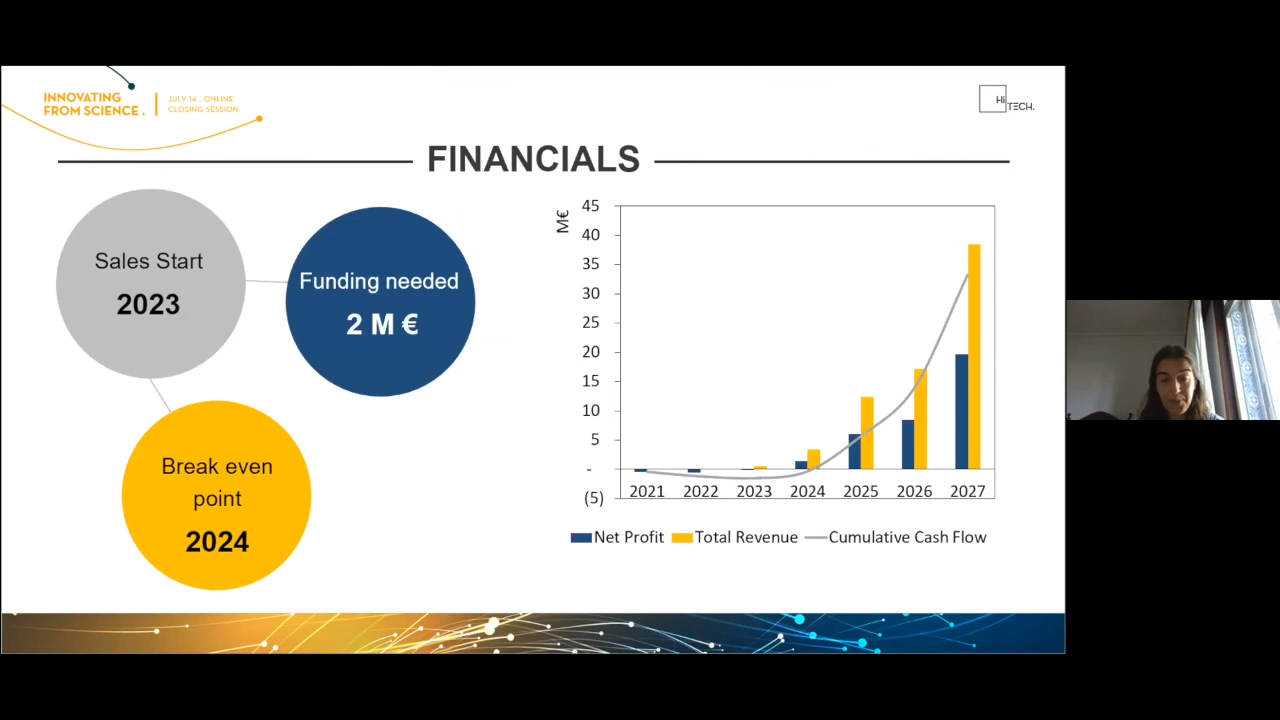 INNOVATING
FROM SCIENCE.
JULY 14 . ONLINE
CLOSING SESSION
Hi
TECH.
FINANCIALS
Sales Start
2023
Funding needed
2 M €
Break even
point
2024
M€
45
40
35
30
25
20
15
10
5
-
(5)
2021 2022 2023 2024 2025 2026 2027
Net Profit Total Revenue Cumulative Cash Flow